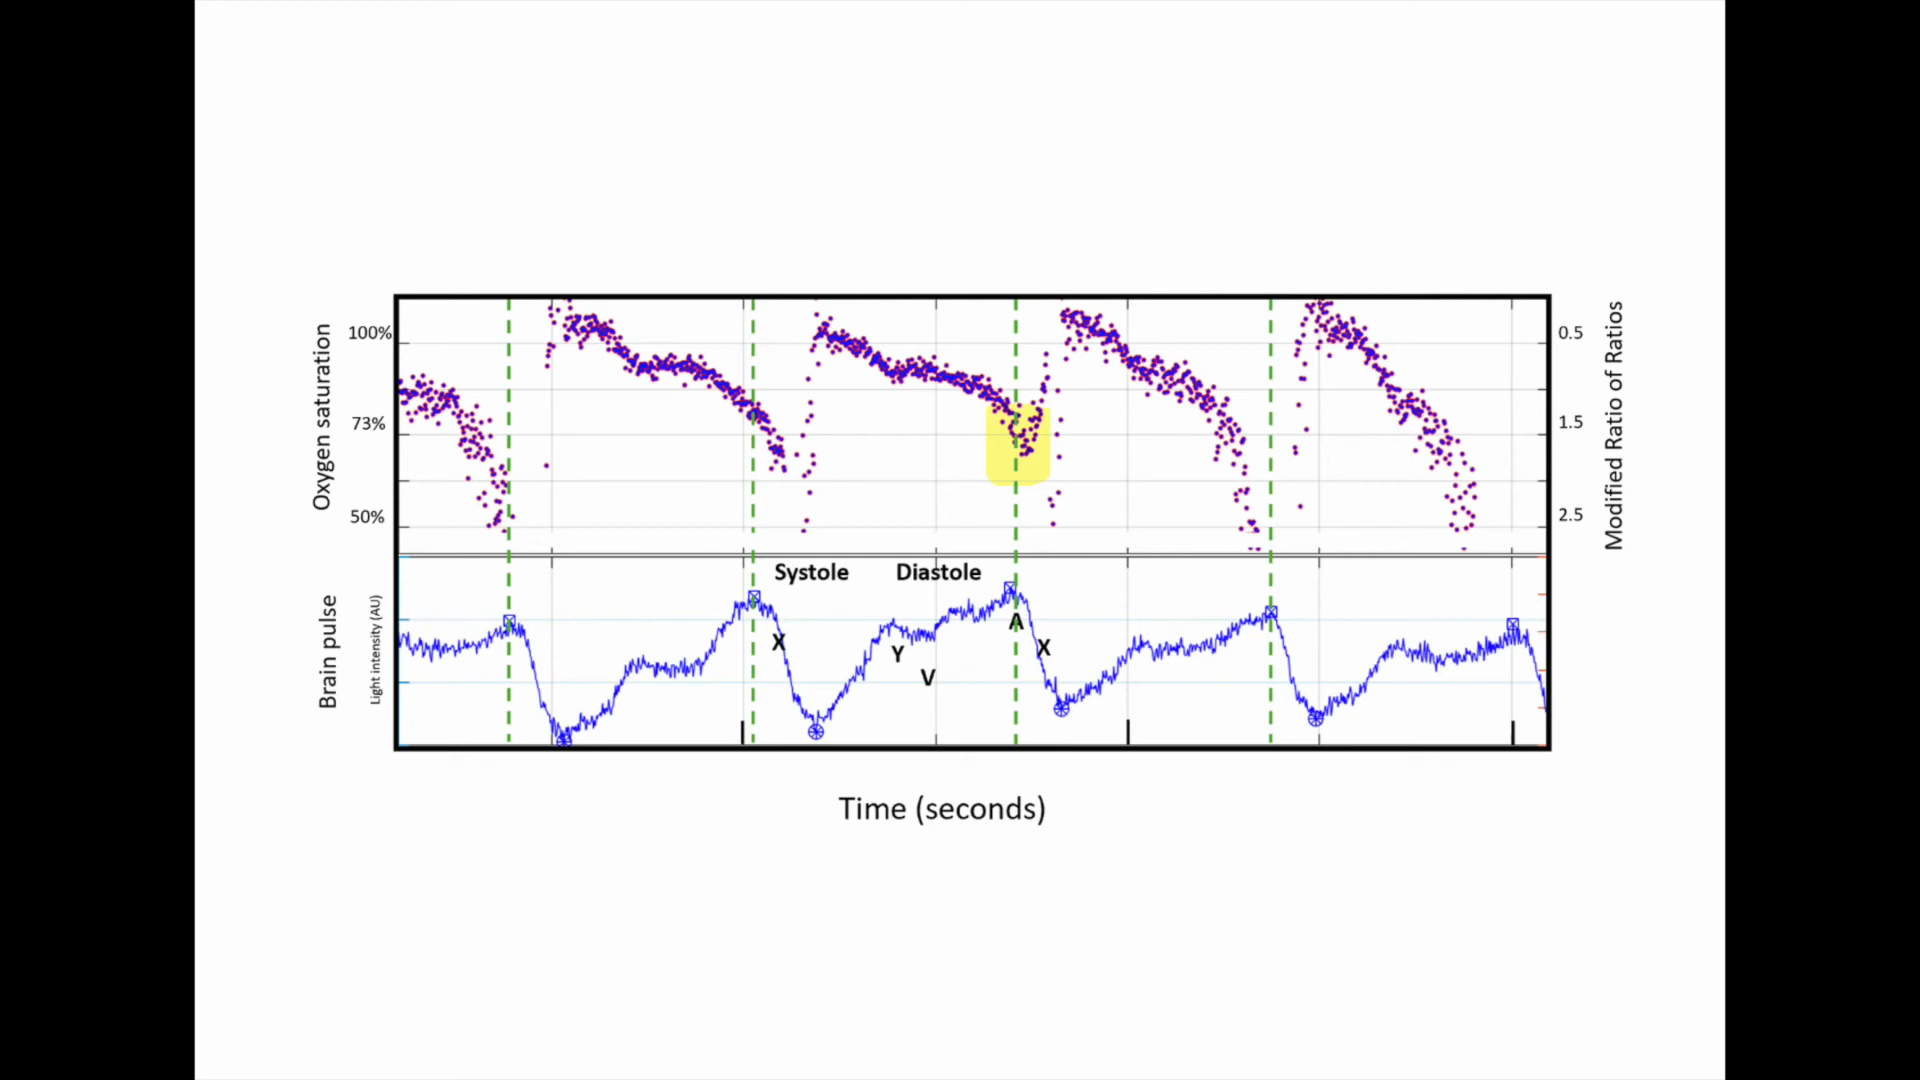 Oxygen saturation
100%
73%
50%
0.5
1.5
2.5
Modified Ratio of Ratios
Brain pulse
Light intensity (AU)
Systole
Diastole
X
Y
V
A
X
Time (seconds)